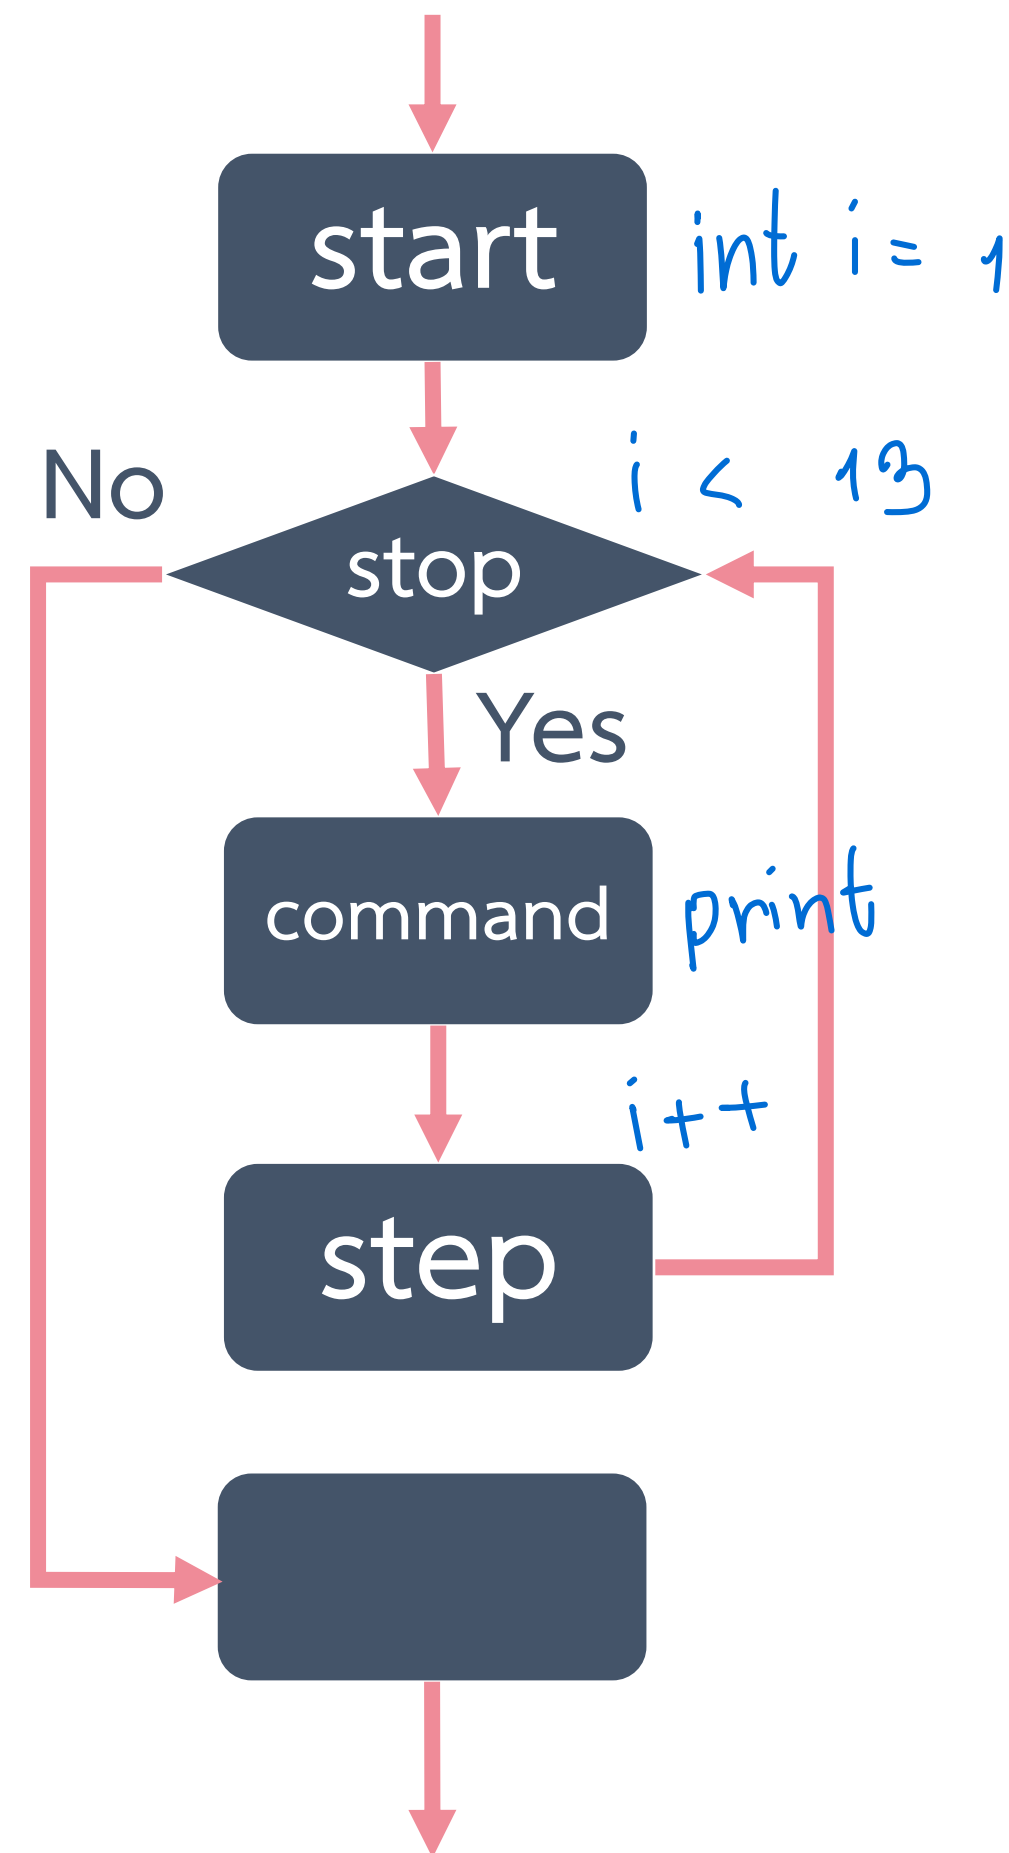 start
int i = 1
No
i < 13
stop
Yes
command
print
i++
step